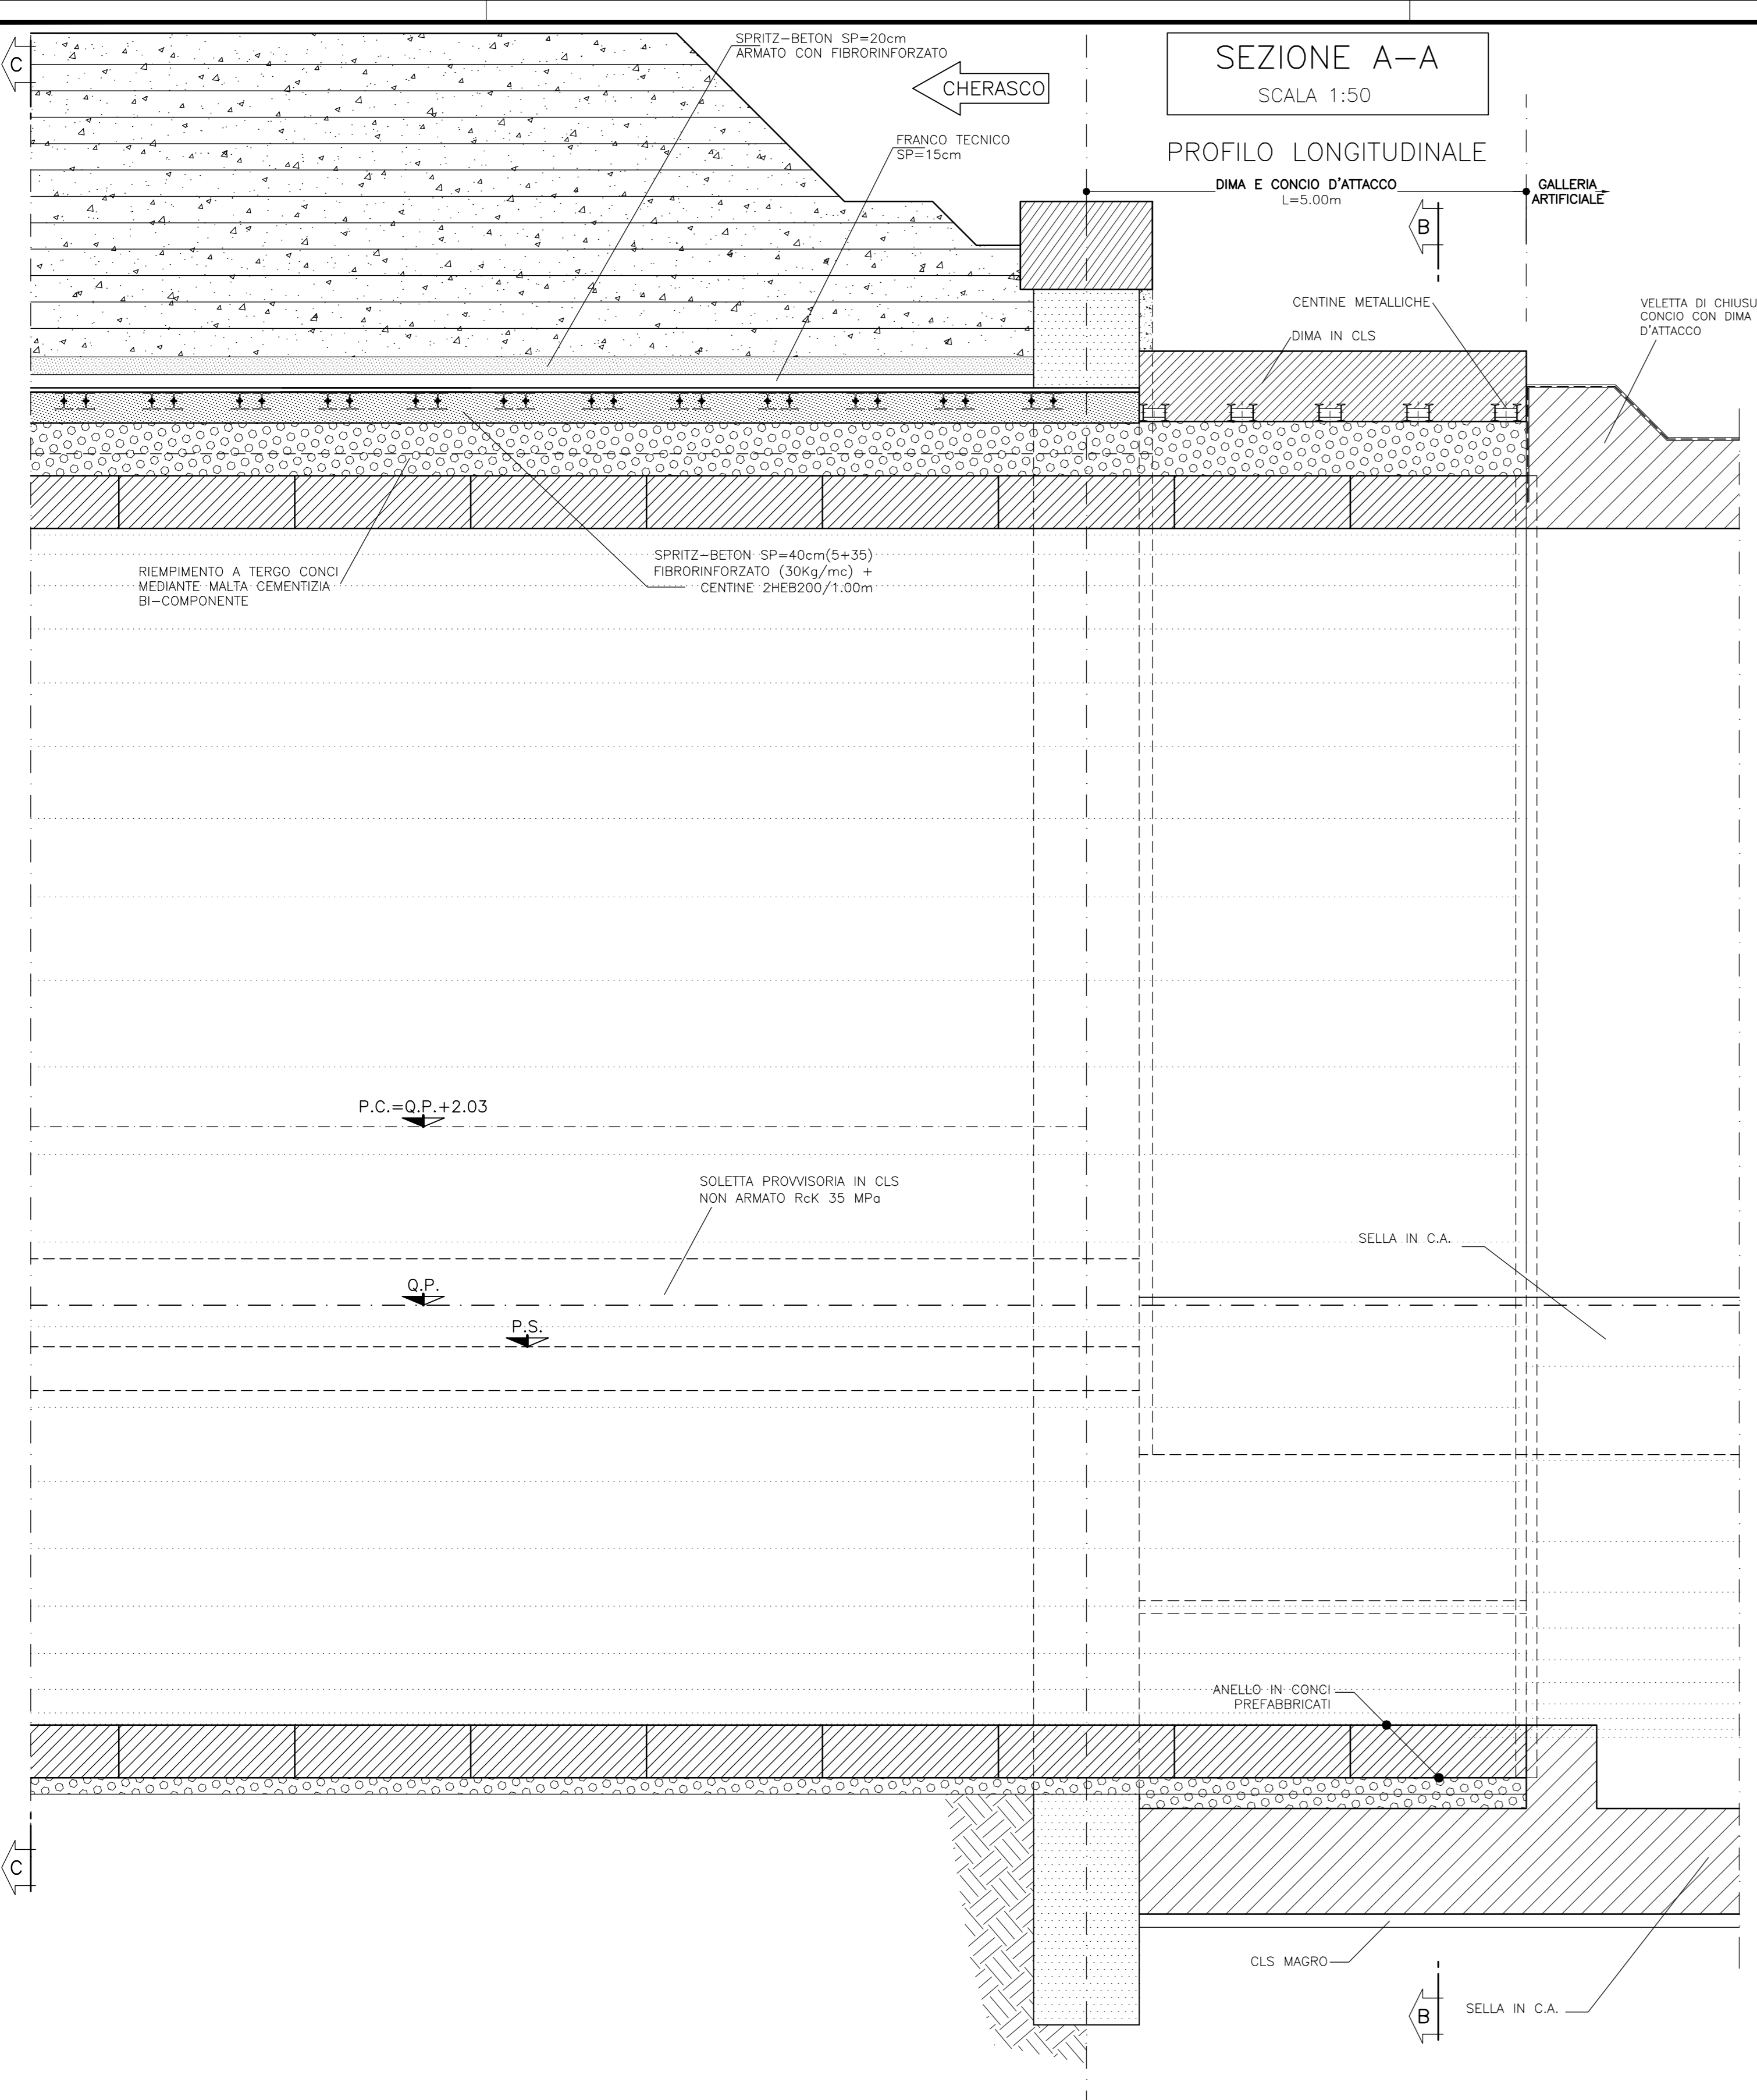 SPRITZ-BETON SP=20cm
ARMATO CON FIBRORINFORZATO
SEZIONE A-A
SCALA 1:50
C
CHERASCO
FRANCO TECNICO
SP=15cm
PROFILO LONGITUDINALE
DIMA E CONCIO D'ATTACCO
L=5.00m
GALLERIA
ARTIFICIALE
B
CENTINE METALLICHE
VELETTA DI CHIUSU
CONCIO CON DIMA
D'ATTACCO
DIMA IN CLS
SPRITZ-BETON SP=40cm(5+35)
FIBRORINFORZATO (30Kg/mc) +
CENTINE 2HEB200/1.00m
RIEMPIMENTO A TERGO CONCI
MEDIANTE MALTA CEMENTIZIA
BI-COMPONENTE
P.C.=Q.P.+2.03
SOLETTA PROVVISORIA IN CLS
NON ARMATO RcK 35 MPa
SELLA IN C.A.
Q.P.
P.S.
ANELLO IN CONCI
PREFABBRICATI
C
CLS MAGRO
B
SELLA IN C.A.